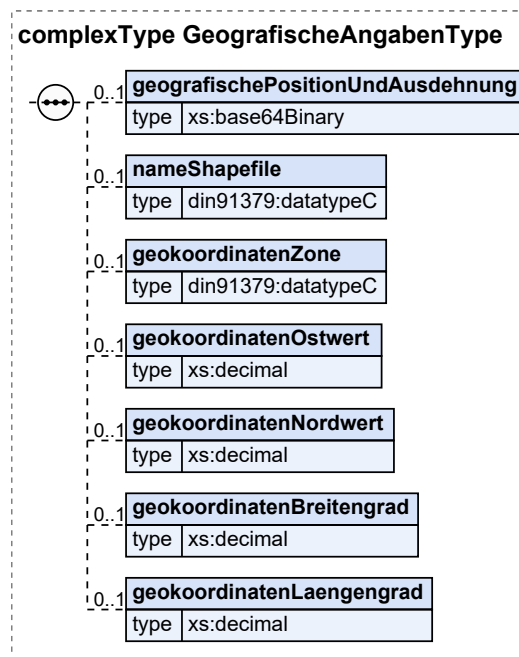 complexType GeografischeAngabenType
0..1 geografischePositionUndAusdehnung
type xs:base64Binary
0..1 nameShapefile
type din91379:datatypeC
0..1 geokoordinatenZone
type din91379:datatypeC
0..1 geokoordinatenOstwert
type xs:decimal
0..1 geokoordinatenNordwert
type xs:decimal
0..1 geokoordinatenBreitengrad
type xs:decimal
0..1 geokoordinatenLaengengrad
type xs:decimal